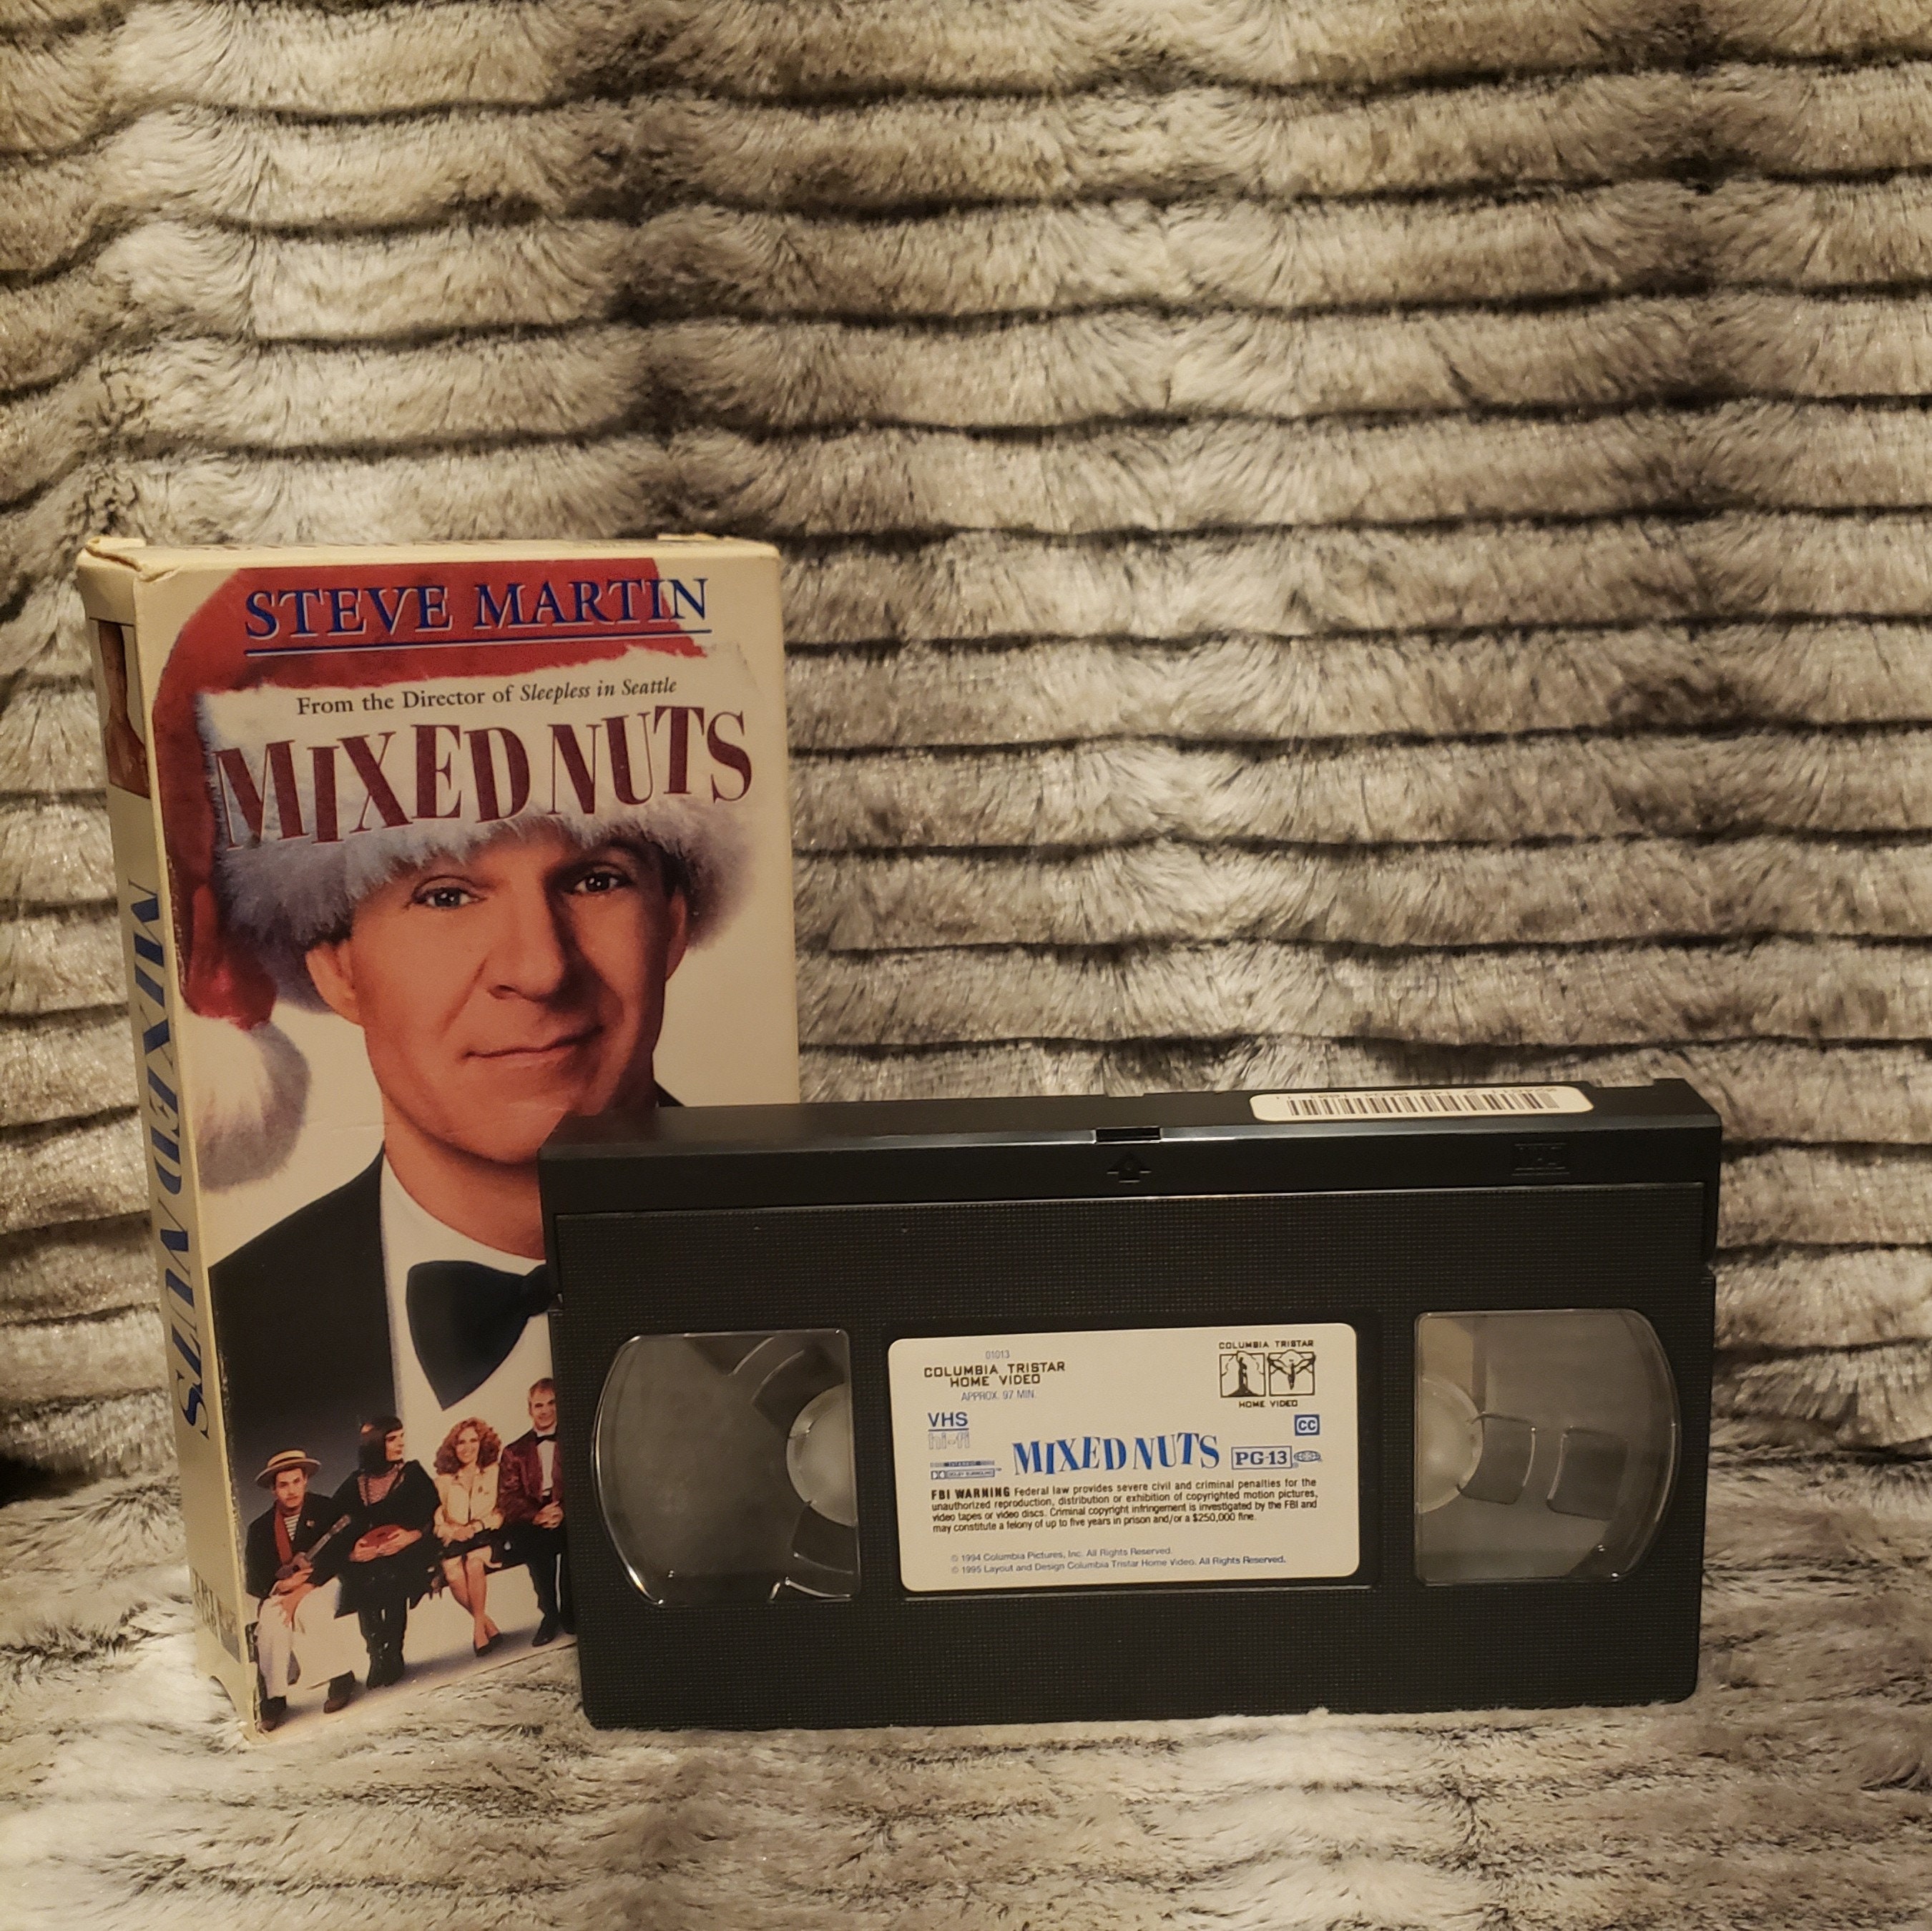 STEVE MARTIN
From the Director of Sleepless in Seattle
MIXED NUTS
MIXED NUTS
01013
COLUMBIA TRISTAR
HOME VIDEO
APPROX. 97 MIN.
VHS
hi-fi
COLUMBIA TRISTAR
HOME VIDEO
CC
DOLBY SURROUND
MIXED NUTS
PG-13
FBI WARNING Federal law provides severe civil and criminal penalties for the
unauthorized reproduction, distribution or exhibition of copyrighted motion pictures,
video tapes or video discs. Criminal copyright infringement is investigated by the FBI and
may constitute a felony of up to five years in prison and/or a $250,000 fine.
© 1994 Columbia Pictures, Inc. All Rights Reserved.
© 1995 Layout and Design Columbia Tristar Home Video. All Rights Reserved.